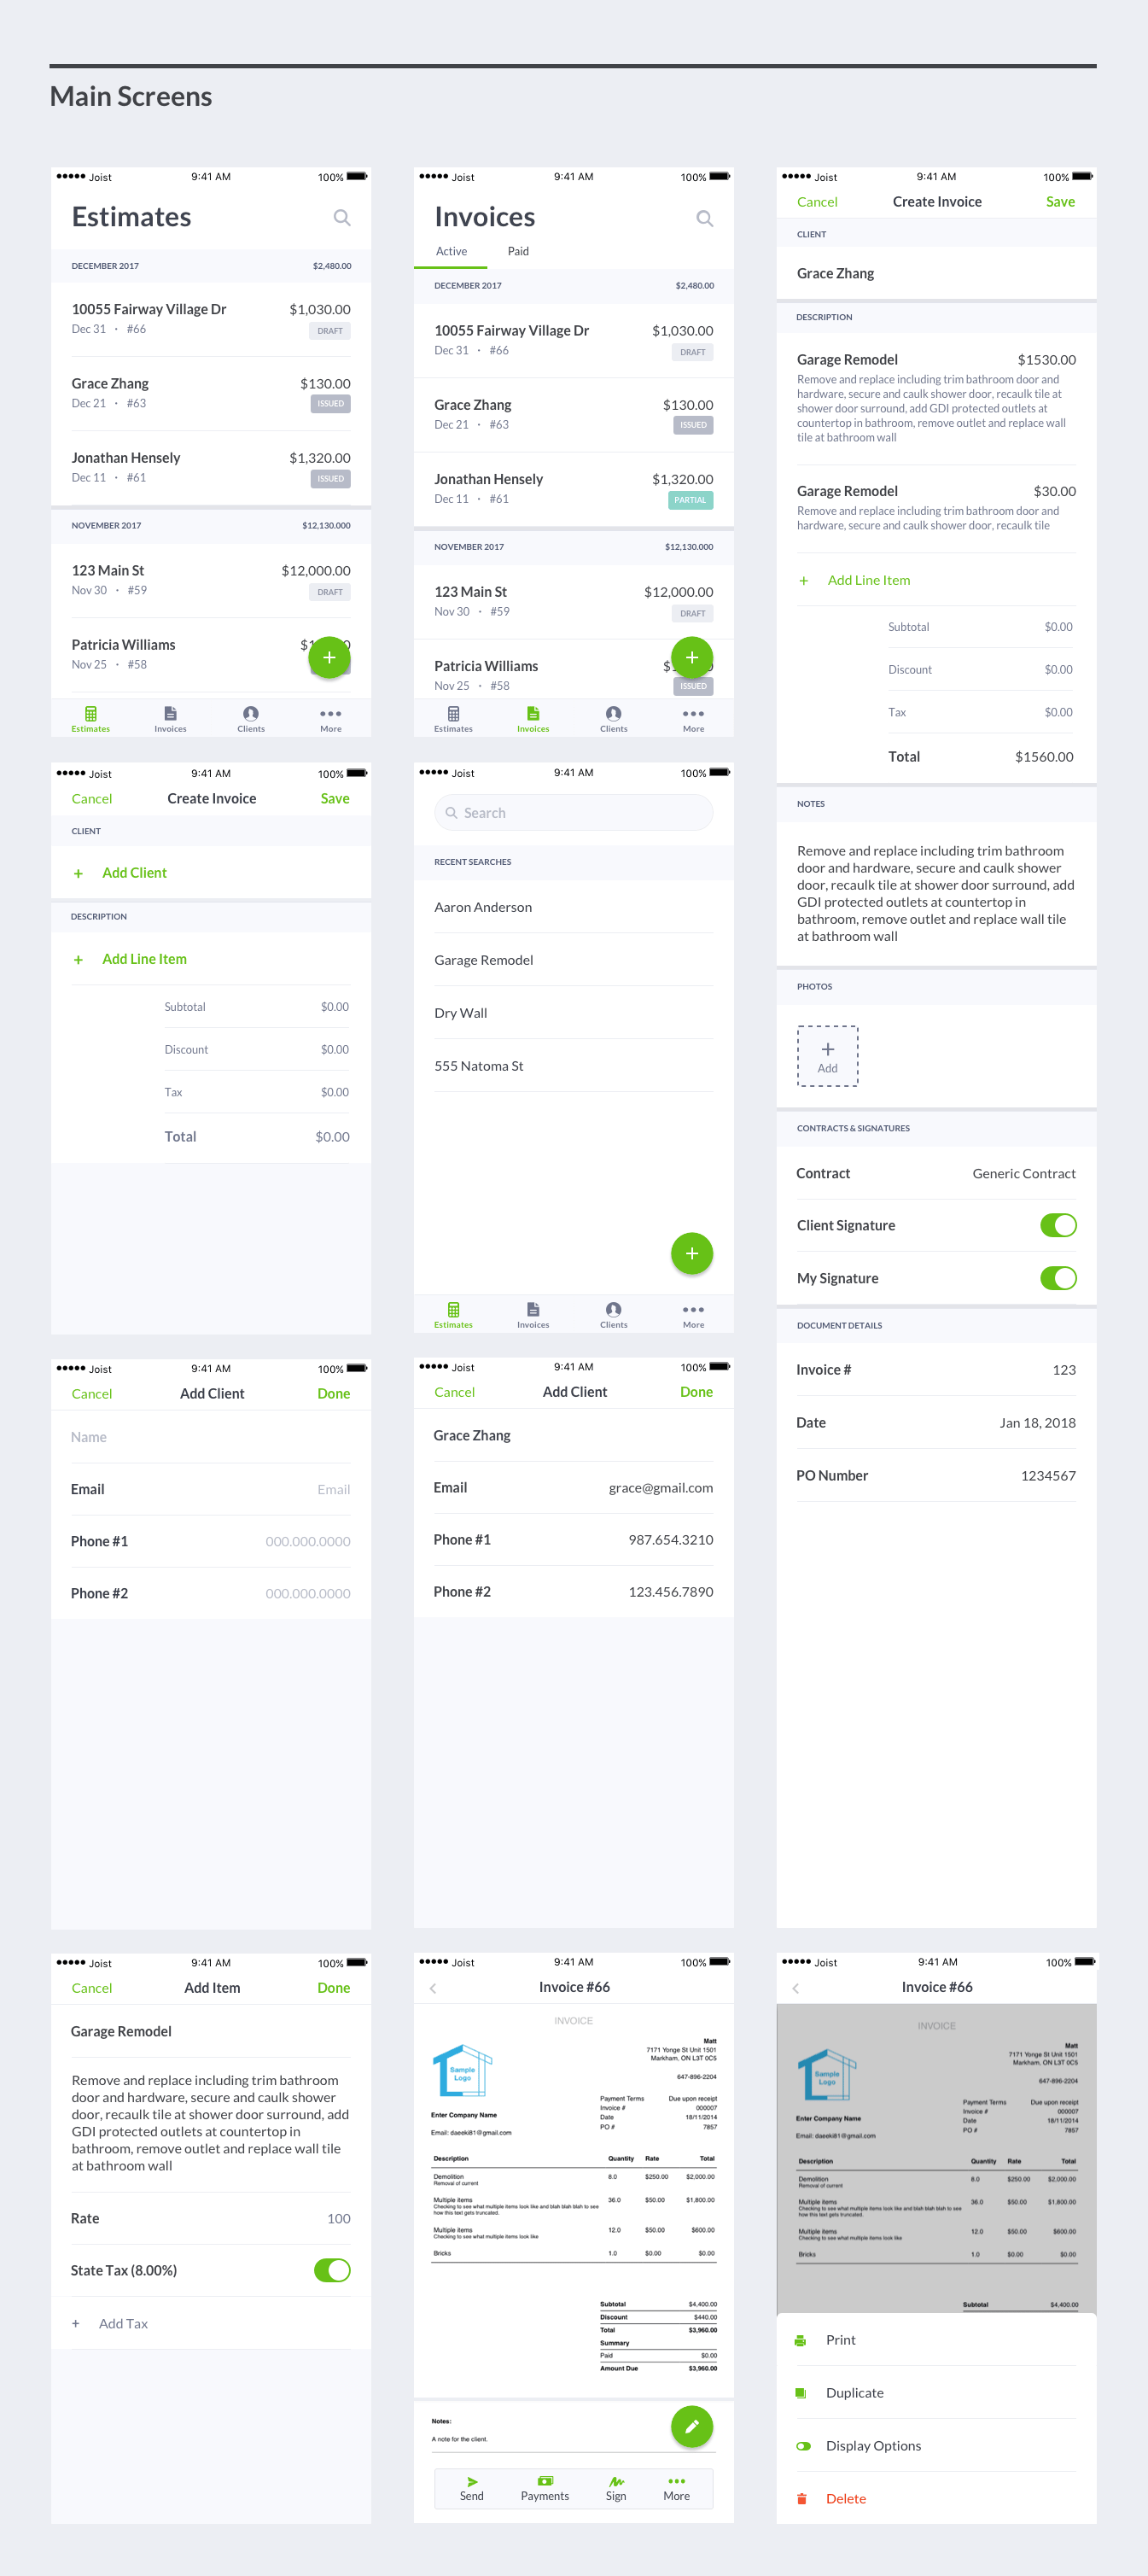 Main Screens
Joist 9:41 AM 100%
Estimates
DECEMBER 2017 $2,480.00
10055 Fairway Village Dr $1,030.00
Dec 31 · #66 DRAFT
Grace Zhang $130.00
Dec 21 · #63 ISSUED
Jonathan Hensely $1,320.00
Dec 11 · #61 ISSUED
NOVEMBER 2017 $12,130.000
123 Main St $12,000.00
Nov 30 · #59 DRAFT
Patricia Williams
Nov 25 · #58
Estimates Invoices Clients More
Joist 9:41 AM 100%
Invoices
Active Paid
DECEMBER 2017 $2,480.00
10055 Fairway Village Dr $1,030.00
Dec 31 · #66 DRAFT
Grace Zhang $130.00
Dec 21 · #63 ISSUED
Jonathan Hensely $1,320.00
Dec 11 · #61 PARTIAL
NOVEMBER 2017 $12,130.000
123 Main St $12,000.00
Nov 30 · #59 DRAFT
Patricia Williams
Nov 25 · #58 ISSUED
Estimates Invoices Clients More
Joist 9:41 AM 100%
Cancel Create Invoice Save
CLIENT
Grace Zhang
DESCRIPTION
Garage Remodel $1530.00
Remove and replace including trim bathroom door and
hardware, secure and caulk shower door, recaulk tile at
shower door surround, add GDI protected outlets at
countertop in bathroom, remove outlet and replace wall
tile at bathroom wall
Garage Remodel $30.00
Remove and replace including trim bathroom door and
hardware, secure and caulk shower door, recaulk tile
+ Add Line Item
Subtotal $0.00
Discount $0.00
Tax $0.00
Total $1560.00
NOTES
Remove and replace including trim bathroom
door and hardware, secure and caulk shower
door, recaulk tile at shower door surround, add
GDI protected outlets at countertop in
bathroom, remove outlet and replace wall tile
at bathroom wall
PHOTOS
+
Add
CONTRACTS & SIGNATURES
Contract Generic Contract
Client Signature
My Signature
DOCUMENT DETAILS
Invoice # 123
Date Jan 18, 2018
PO Number 1234567
Joist 9:41 AM 100%
Cancel Create Invoice Save
CLIENT
+ Add Client
DESCRIPTION
+ Add Line Item
Subtotal $0.00
Discount $0.00
Tax $0.00
Total $0.00
Joist 9:41 AM 100%
Search
RECENT SEARCHES
Aaron Anderson
Garage Remodel
Dry Wall
555 Natoma St
Estimates Invoices Clients More
Joist 9:41 AM 100%
Cancel Add Client Done
Name
Email Email
Phone #1 000.000.0000
Phone #2 000.000.0000
Joist 9:41 AM 100%
Cancel Add Client Done
Grace Zhang
Email grace@gmail.com
Phone #1 987.654.3210
Phone #2 123.456.7890
Joist 9:41 AM 100%
Cancel Add Item Done
Garage Remodel
Remove and replace including trim bathroom
door and hardware, secure and caulk shower
door, recaulk tile at shower door surround, add
GDI protected outlets at countertop in
bathroom, remove outlet and replace wall tile
at bathroom wall
Rate 100
State Tax (8.00%)
+ Add Tax
Joist 9:41 AM 100%
Invoice #66
INVOICE
Matt
7171 Yonge St Unit 1501
Markham, ON L3T 0C5
647-896-2204
Sample
Logo
Payment Terms Due upon receipt
Invoice # 000007
Date 18/11/2014
PO # 7857
Enter Company Name
Email: daeeki81@gmail.com
Description Quantity Rate Total
Demolition 8.0 $250.00 $2,000.00
Removal of current
Multiple items 36.0 $50.00 $1,800.00
Checking to see what multiple items look like and blah blah blah to see
how this text gets truncated.
Multiple items 12.0 $50.00 $600.00
Checking to see what multiple items look like
Bricks 1.0 $0.00 $0.00
Subtotal $4,400.00
Discount $440.00
Total $3,960.00
Summary
Paid $0.00
Amount Due $3,960.00
Notes:
A note for the client.
Send Payments Sign More
Joist 9:41 AM 100%
Invoice #66
INVOICE
Matt
7171 Yonge St Unit 1501
Markham, ON L3T 0C5
647-896-2204
Sample
Logo
Payment Terms Due upon receipt
Invoice # 000007
Date 18/11/2014
PO # 7857
Enter Company Name
Email: daeeki81@gmail.com
Description Quantity Rate Total
Demolition 8.0 $250.00 $2,000.00
Removal of current
Multiple items 36.0 $50.00 $1,800.00
Checking to see what multiple items look like and blah blah blah to see
how this text gets truncated.
Multiple items 12.0 $50.00 $600.00
Checking to see what multiple items look like
Bricks 1.0 $0.00 $0.00
Subtotal $4,400.00
Print
Duplicate
Display Options
Delete